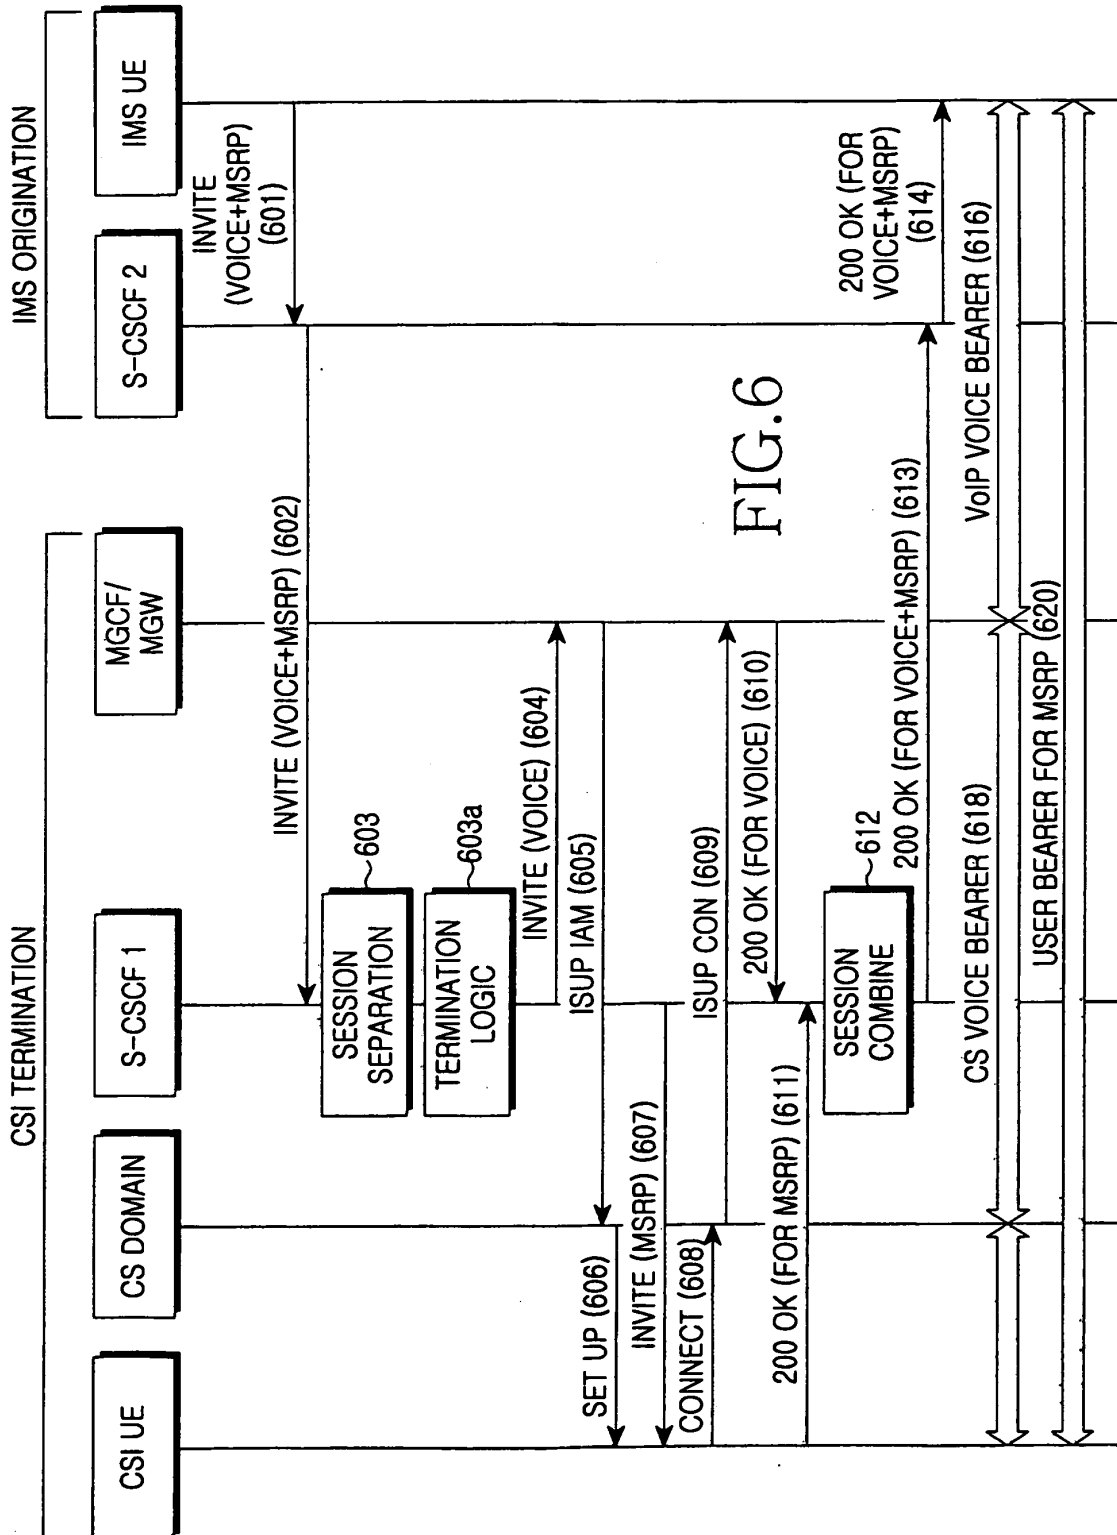 CSI TERMINATION
IMS ORIGINATION
CSI UE
CS DOMAIN
S-CSCF 1
MGCF/
MGW
S-CSCF 2
IMS UE
INVITE
(VOICE+MSRP)
(601)
INVITE (VOICE+MSRP) (602)
SESSION
SEPARATION
603
TERMINATION
LOGIC
603a
INVITE (VOICE) (604)
ISUP IAM (605)
SET UP (606)
INVITE (MSRP) (607)
CONNECT (608)
ISUP CON (609)
200 OK (FOR VOICE) (610)
200 OK (FOR MSRP) (611)
SESSION
COMBINE
612
200 OK (FOR VOICE+MSRP) (613)
200 OK (FOR
VOICE+MSRP)
(614)
VoIP VOICE BEARER (616)
CS VOICE BEARER (618)
USER BEARER FOR MSRP (620)
FIG.6